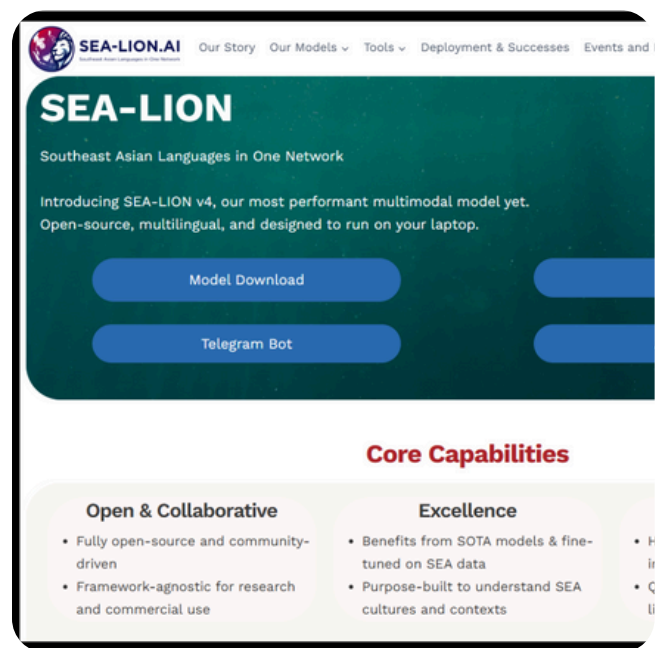 SEA-LION.AI
Southeast Asian Languages in One Network
Our Story Our Models Tools Deployment & Successes Events and
SEA-LION
Southeast Asian Languages in One Network
Introducing SEA-LION v4, our most performant multimodal model yet.
Open-source, multilingual, and designed to run on your laptop.
Model Download
Telegram Bot
Core Capabilities
Open & Collaborative
• Fully open-source and community-
driven
• Framework-agnostic for research
and commercial use
Excellence
• Benefits from SOTA models & fine-
tuned on SEA data
• Purpose-built to understand SEA
cultures and contexts